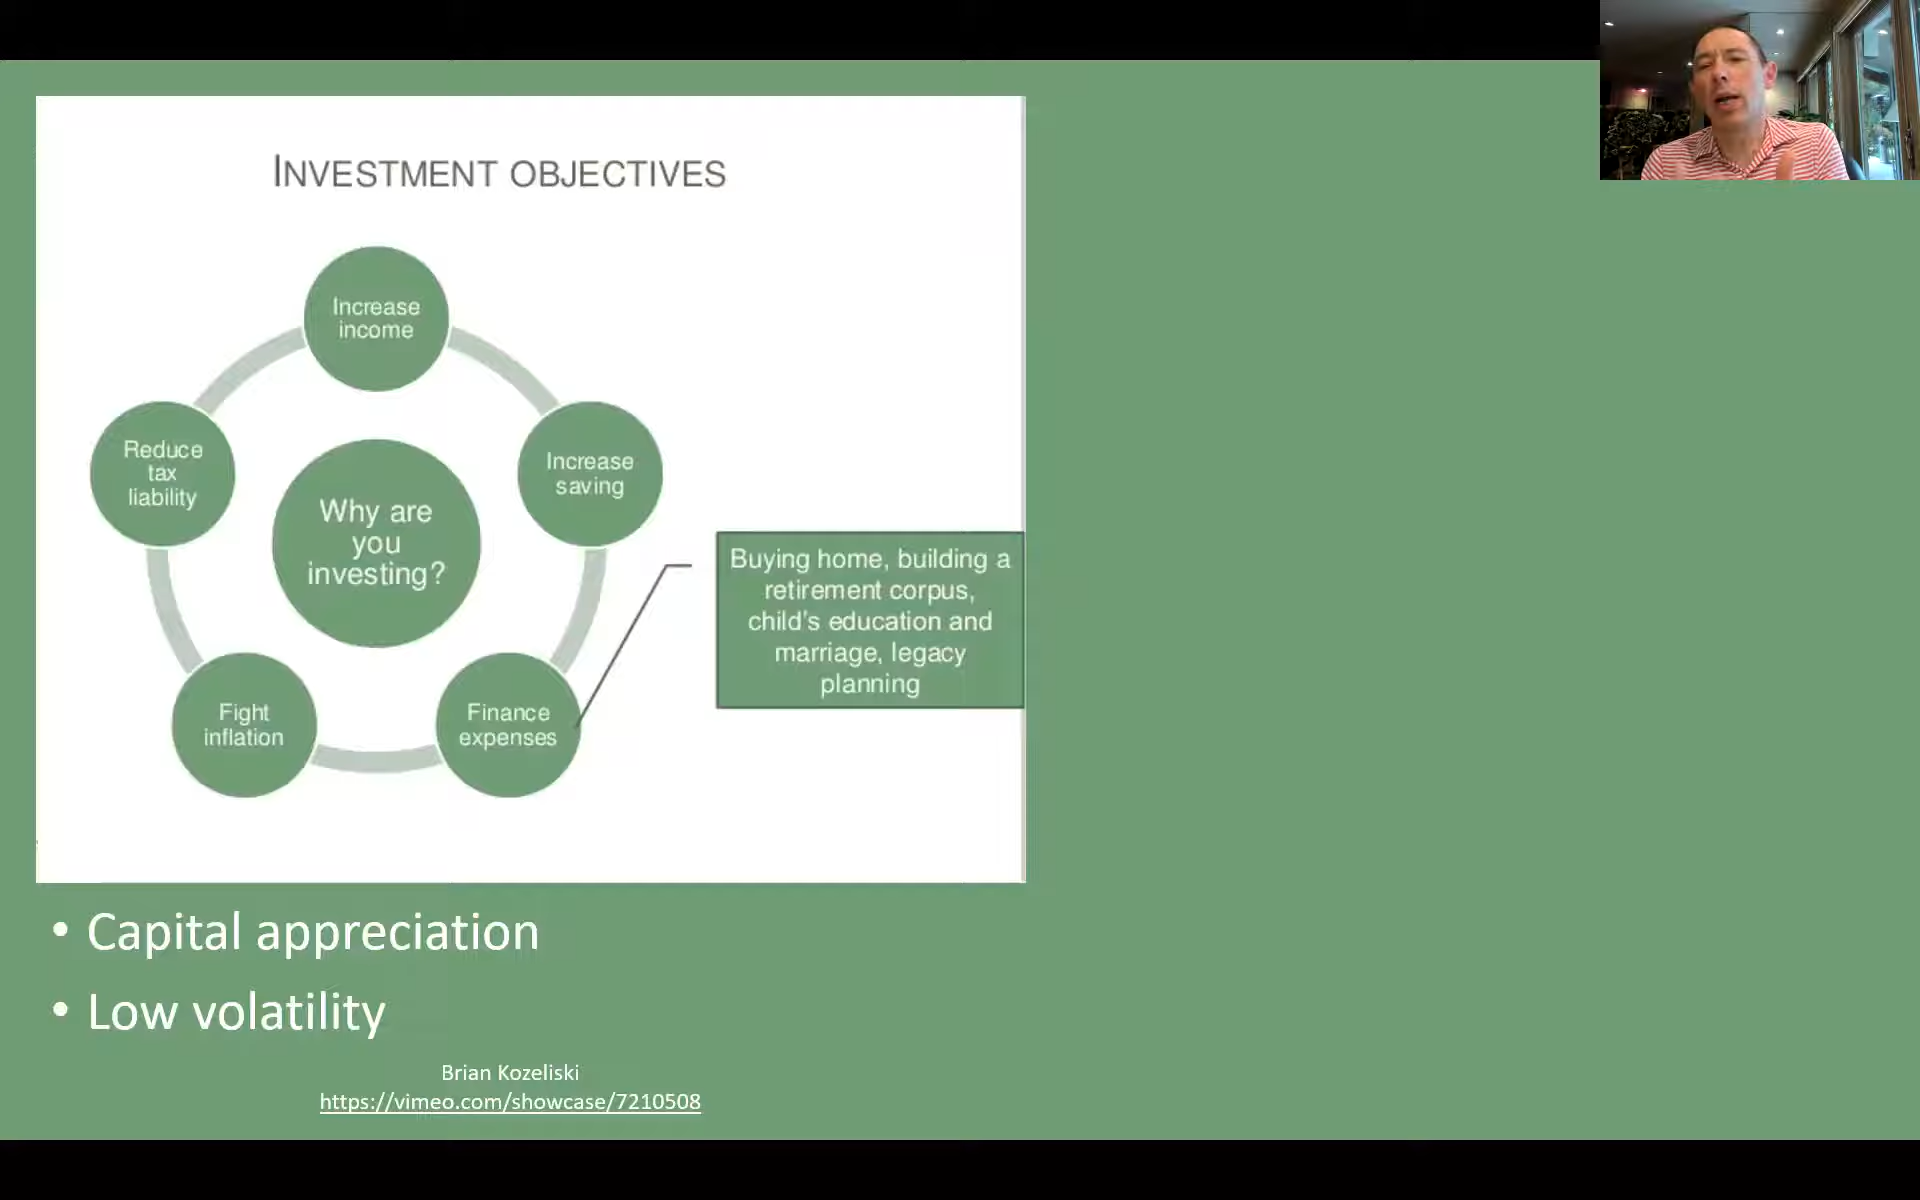 INVESTMENT OBJECTIVES
Increase
income
Reduce
tax
liability
Increase
saving
Why are
you
investing?
Buying home, building a
retirement corpus,
child's education and
marriage, legacy
planning
Fight
inflation
Finance
expenses
• Capital appreciation
• Low volatility
Brian Kozeliski
https://vimeo.com/showcase/7210508